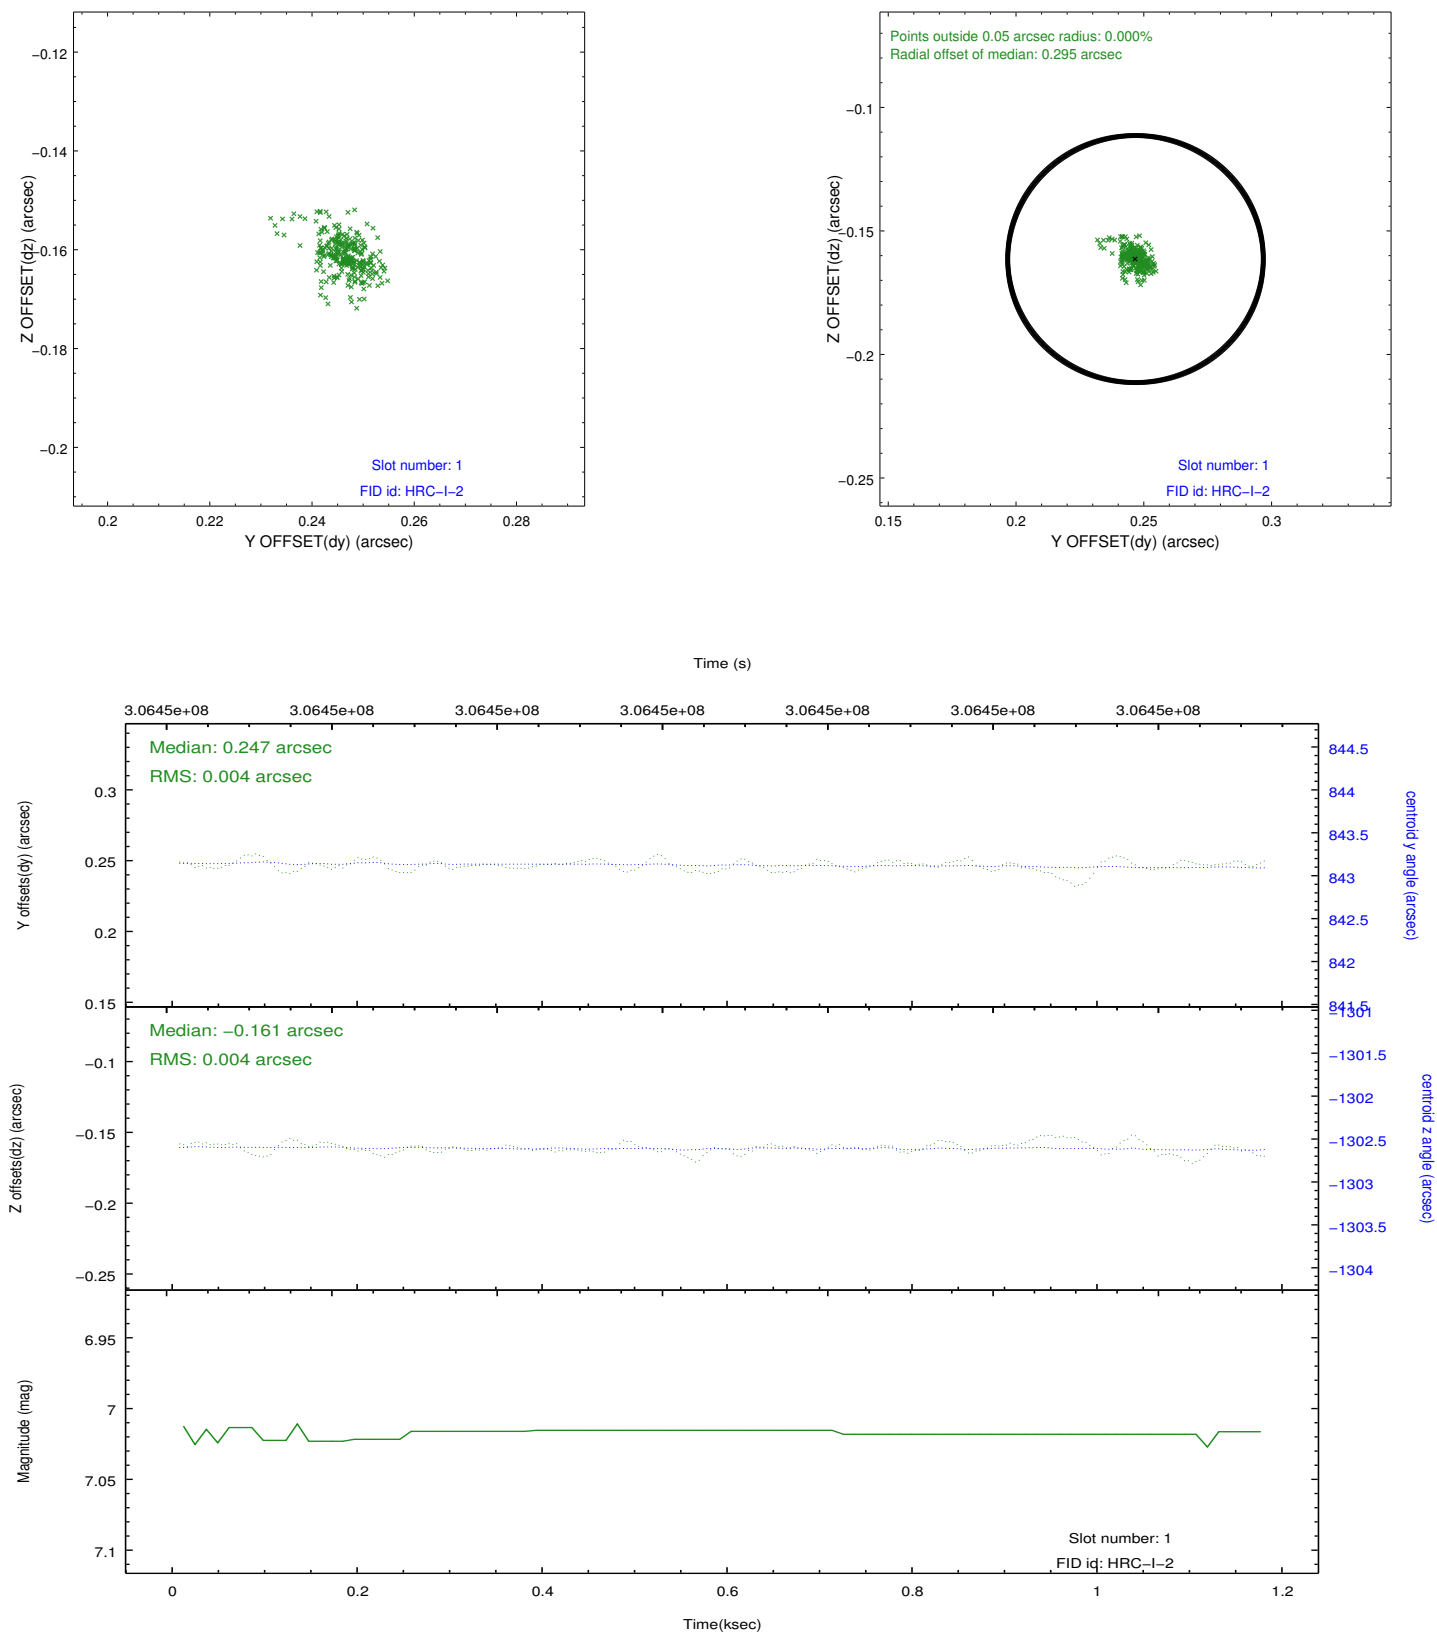 −0.12
−0.14
−0.16
−0.18
−0.2
Z OFFSET(dz) (arcsec)
Slot number: 1
FID id: HRC−I−2
0.2 0.22 0.24 0.26 0.28
Y OFFSET(dy) (arcsec)
Points outside 0.05 arcsec radius: 0.000%
Radial offset of median: 0.295 arcsec
−0.1
−0.15
−0.2
−0.25
Z OFFSET(dz) (arcsec)
Slot number: 1
FID id: HRC−I−2
0.15 0.2 0.25 0.3
Y OFFSET(dy) (arcsec)
Time (s)
3.0645e+08 3.0645e+08 3.0645e+08 3.0645e+08 3.0645e+08 3.0645e+08 3.0645e+08
Median: 0.247 arcsec
RMS: 0.004 arcsec
0.3
0.25
0.2
0.15
Y offsets(dy) (arcsec)
844.5
844
843.5
843
842.5
842
841.5
centroid y angle (arcsec)
Median: −0.161 arcsec
RMS: 0.004 arcsec
−0.1
−0.15
−0.2
−0.25
Z offsets(dz) (arcsec)
−1301
−1301.5
−1302
−1302.5
−1303
−1303.5
−1304
centroid z angle (arcsec)
6.95
7
7.05
7.1
Magnitude (mag)
Slot number: 1
FID id: HRC−I−2
0 0.2 0.4 0.6 0.8 1 1.2
Time(ksec)